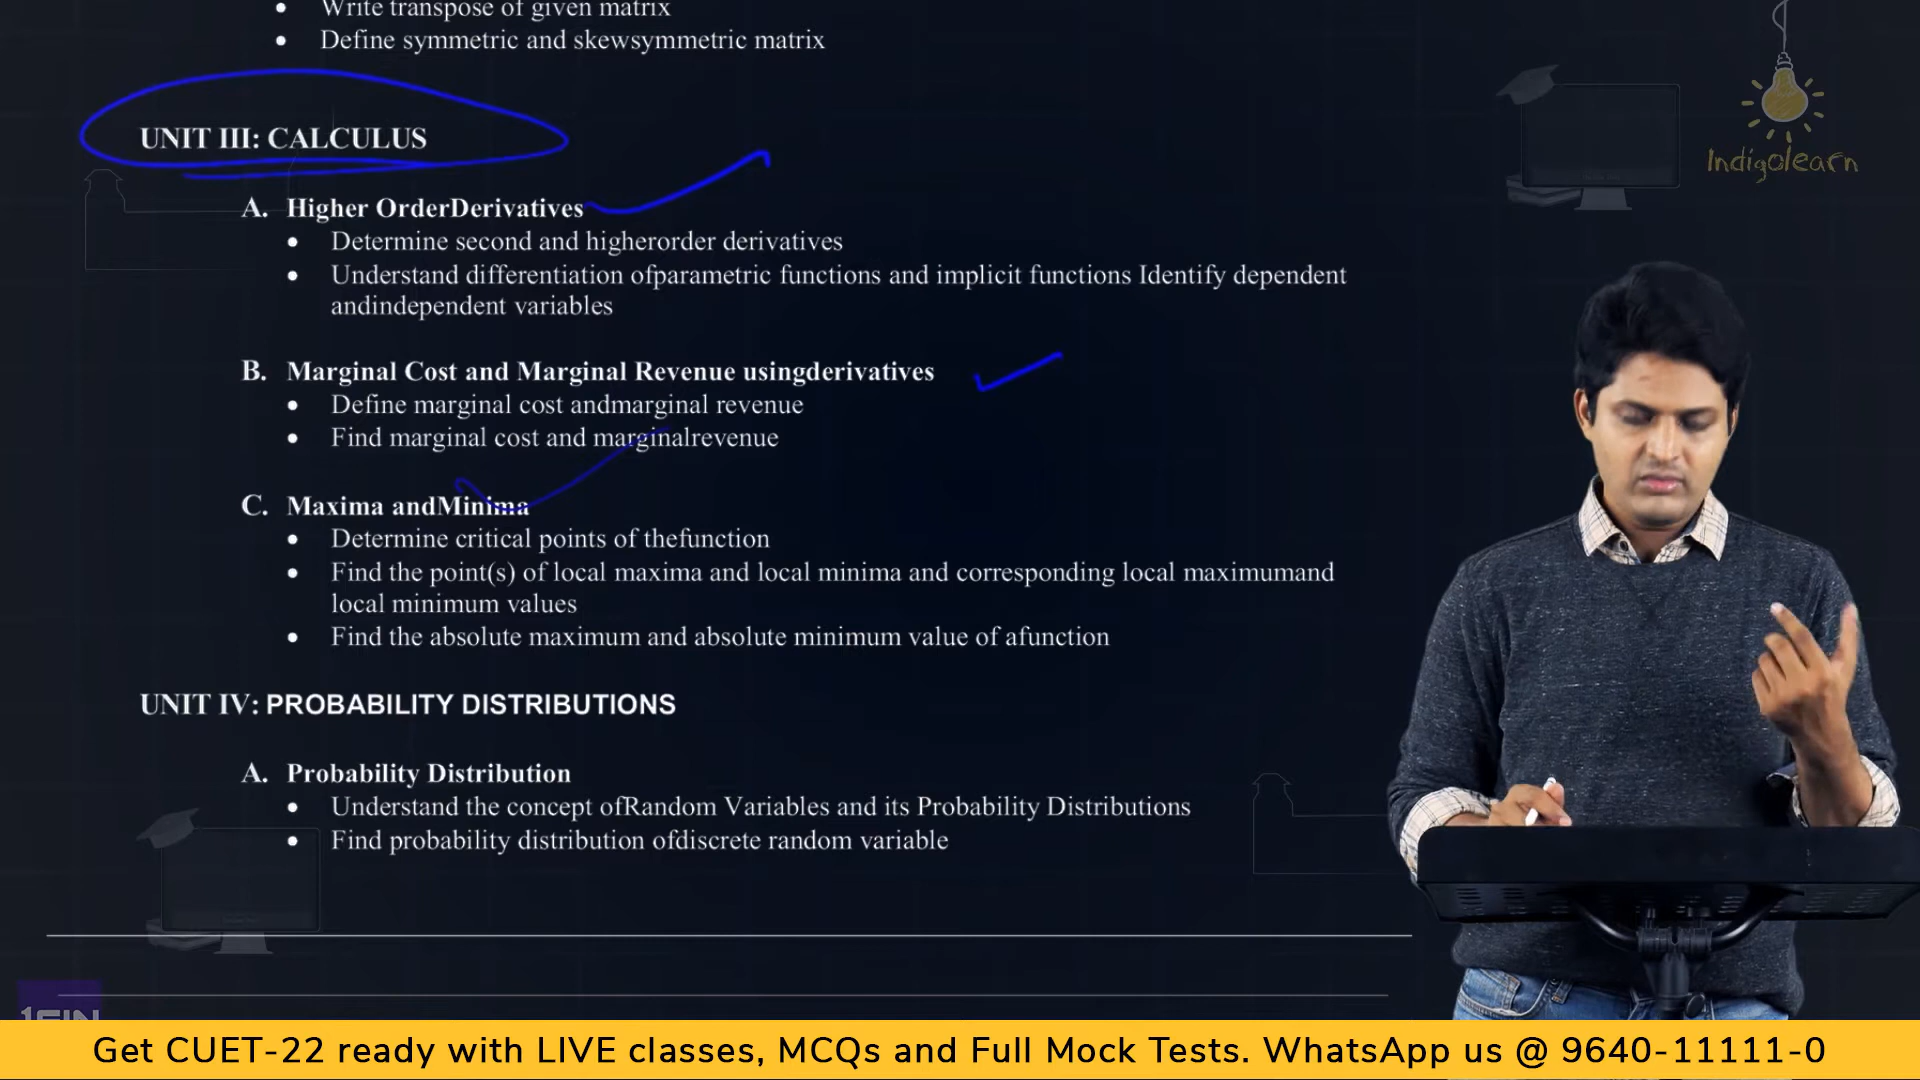 Write transpose of given matrix
Define symmetric and skewsymmetric matrix
Indigolearn
UNIT III: CALCULUS
A. Higher OrderDerivatives
Determine second and higherorder derivatives
Understand differentiation ofparametric functions and implicit functions Identify dependent
andindependent variables
B. Marginal Cost and Marginal Revenue usingderivatives
Define marginal cost andmarginal revenue
Find marginal cost and marginalrevenue
C. Maxima andMinima
Determine critical points of thefunction
Find the point(s) of local maxima and local minima and corresponding local maximumand
local minimum values
Find the absolute maximum and absolute minimum value of afunction
UNIT IV: PROBABILITY DISTRIBUTIONS
A. Probability Distribution
Understand the concept ofRandom Variables and its Probability Distributions
Find probability distribution ofdiscrete random variable
Get CUET-22 ready with LIVE classes, MCQs and Full Mock Tests. WhatsApp us @ 9640-11111-0